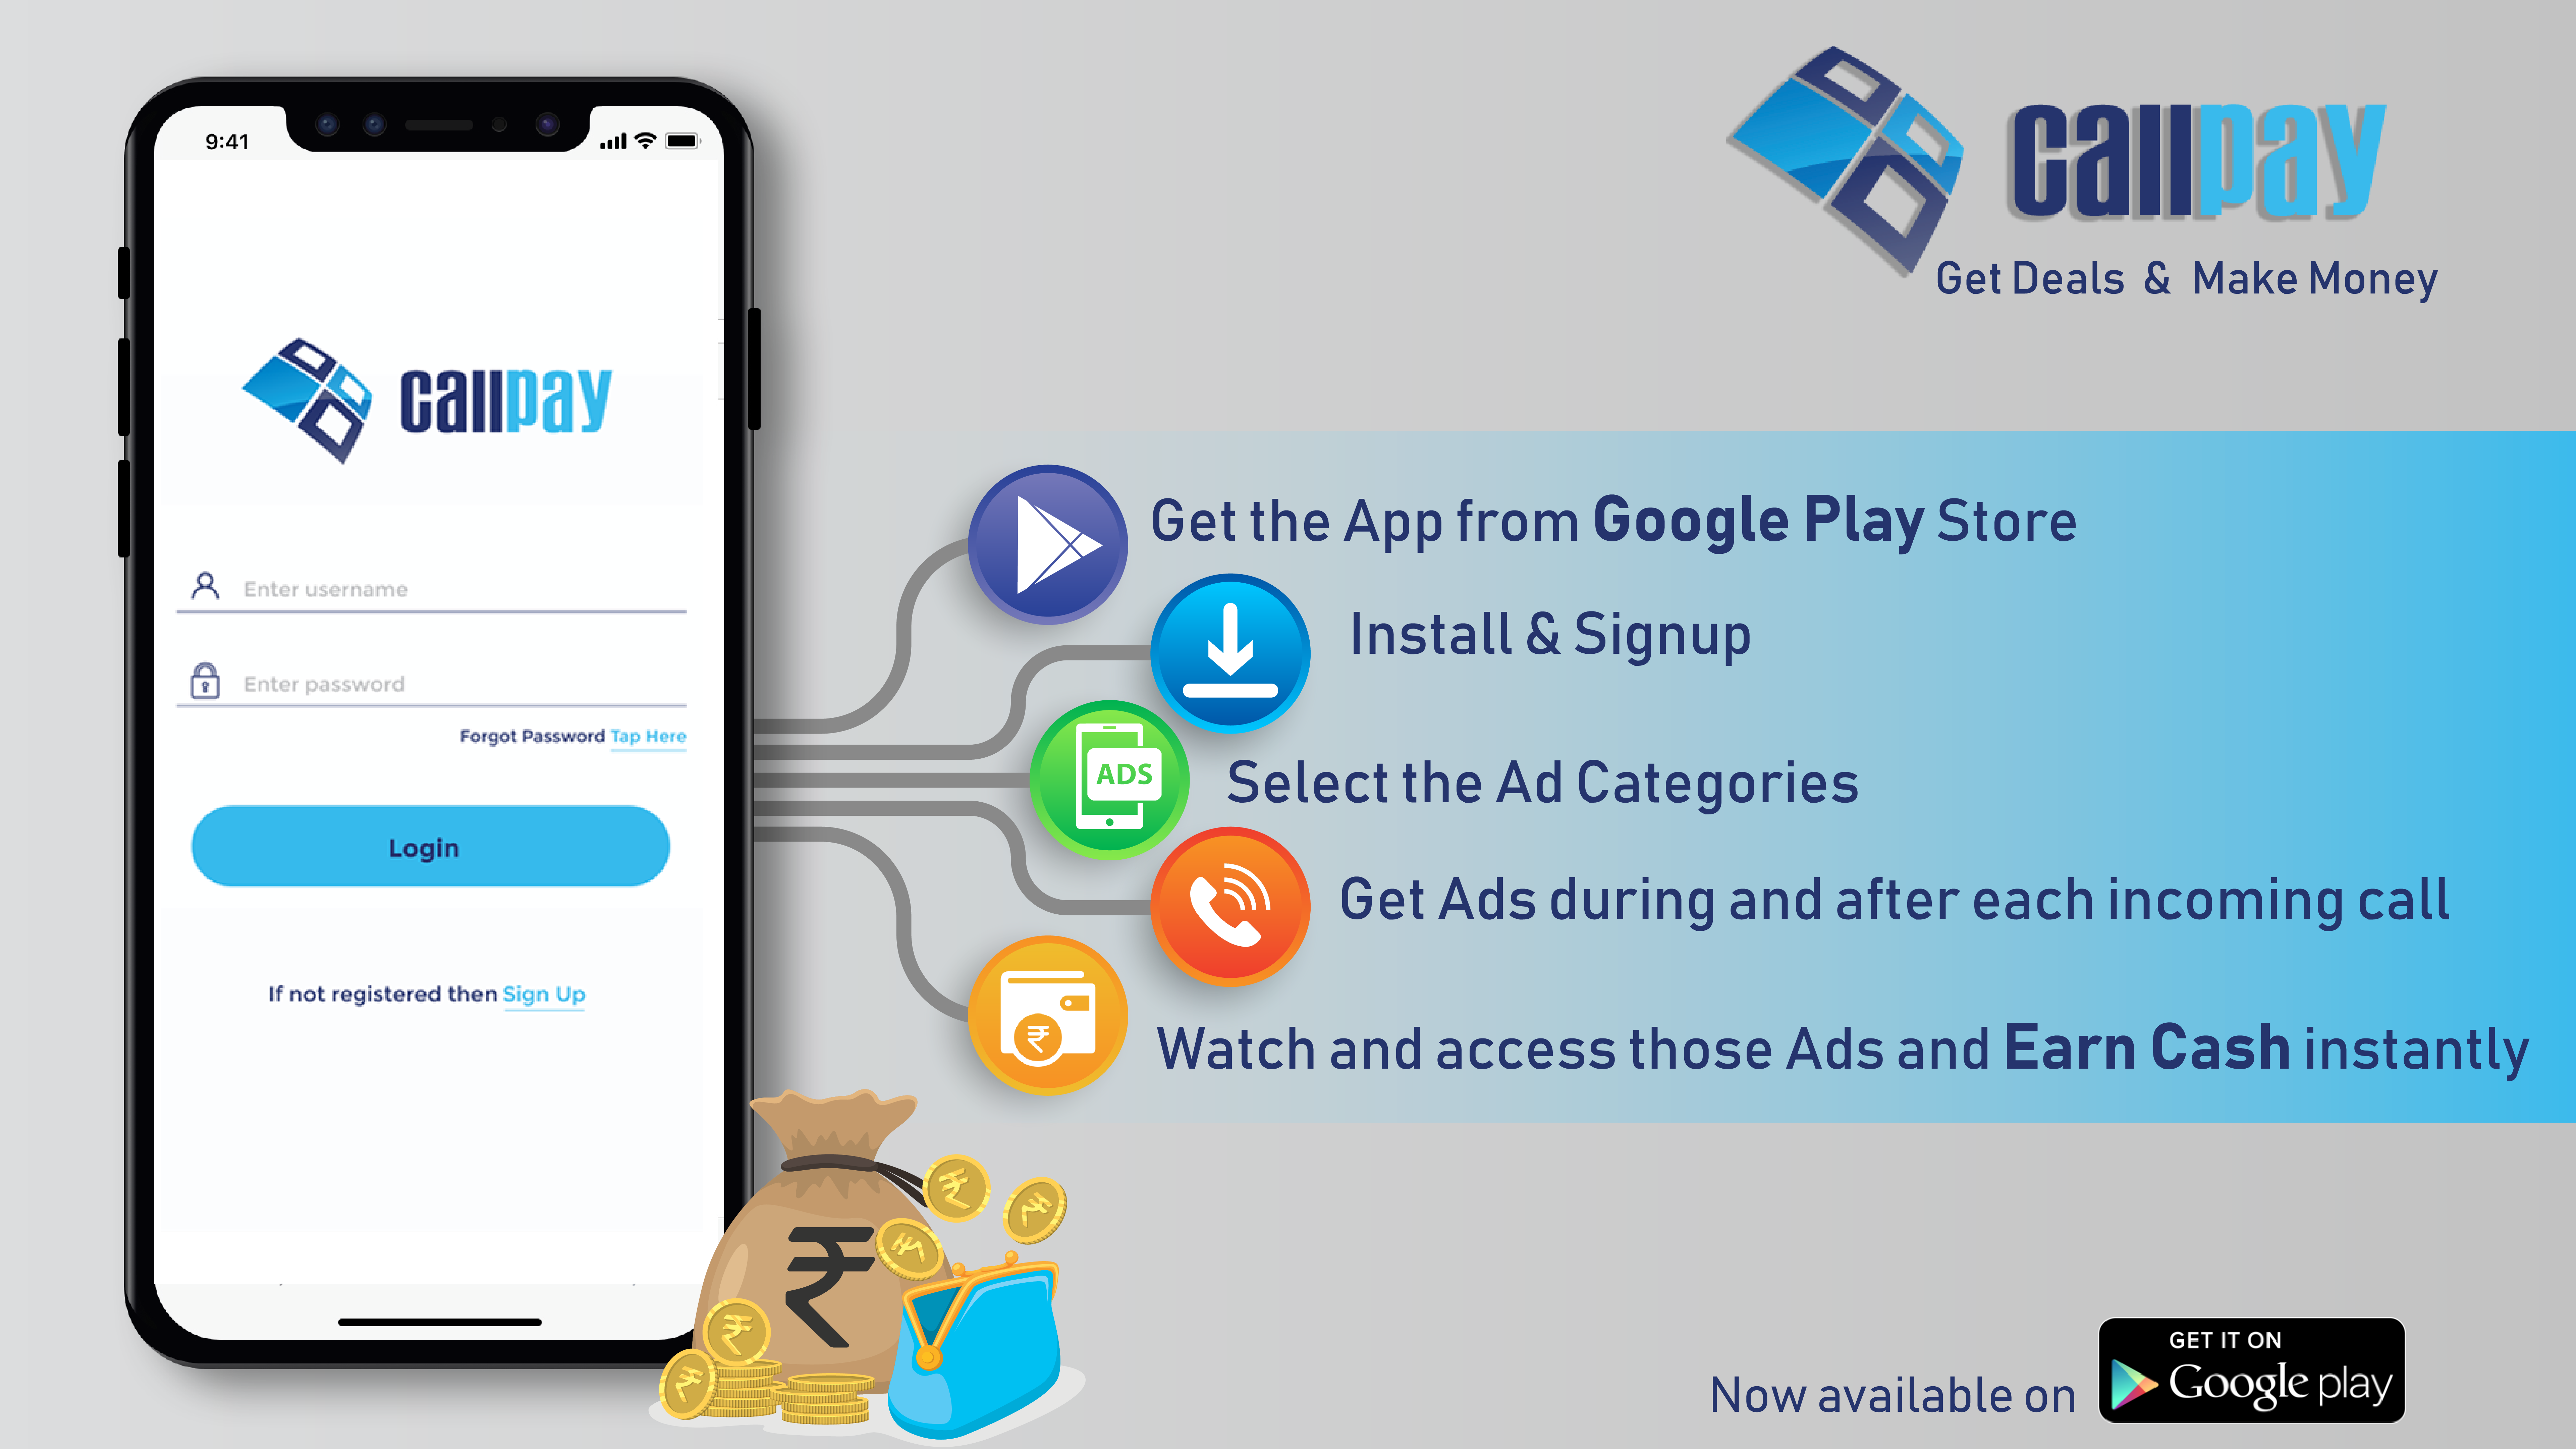 9:41
callpay
Enter username
Enter password
Forgot Password Tap Here
Login
If not registered then Sign Up
callpay
Get Deals & Make Money
Get the App from Google Play Store
Install & Signup
ADS
Select the Ad Categories
Get Ads during and after each incoming call
₹
Watch and access those Ads and Earn Cash instantly
₹
₹
₹
₹
₹
₹
Now available on
GET IT ON
Google play